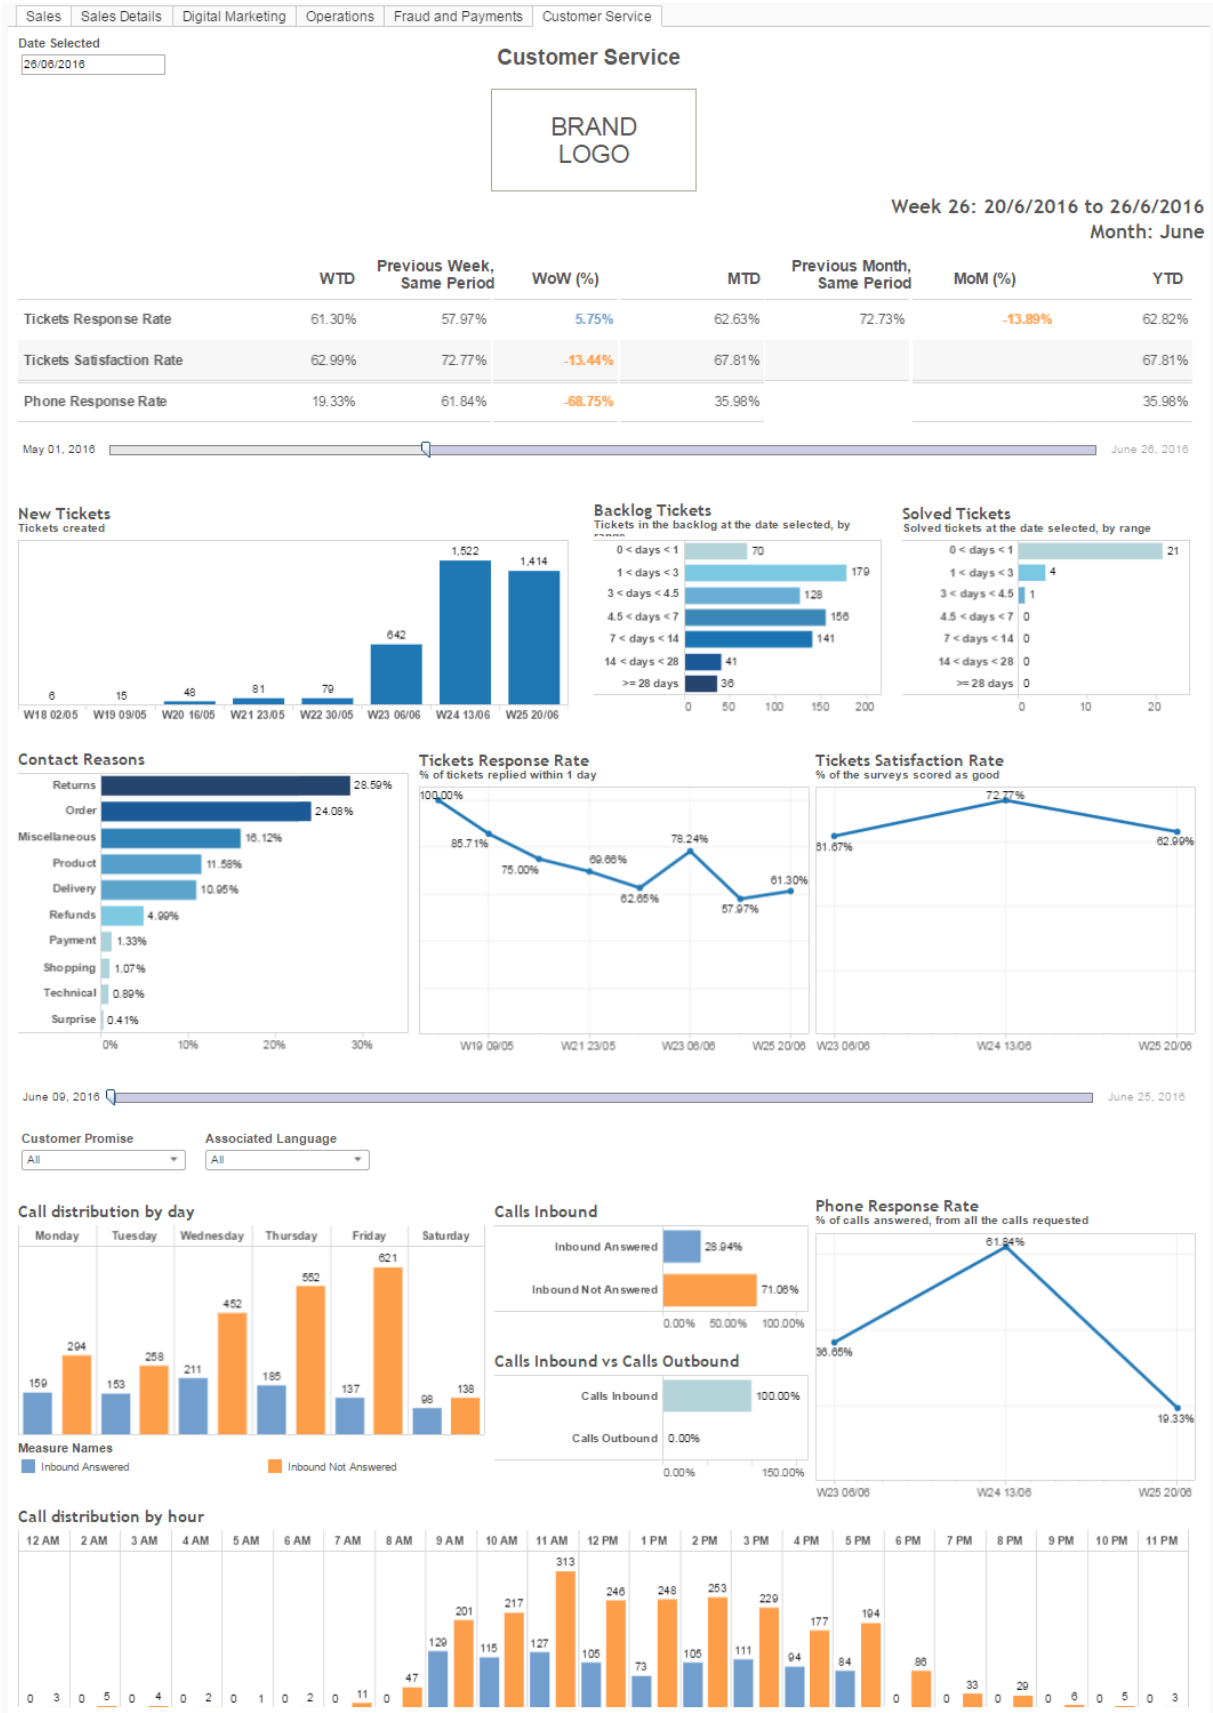 Sales Sales Details Digital Marketing Operations Fraud and Payments Customer Service
Date Selected
26/06/2016
Customer Service
BRAND
LOGO
Week 26: 20/6/2016 to 26/6/2016
Month: June
WTD Previous Week, Same Period WoW (%) MTD Previous Month, Same Period MoM (%) YTD
Tickets Response Rate 61.30% 57.97% 5.75% 62.63% 72.73% -13.89% 62.82%
Tickets Satisfaction Rate 62.99% 72.77% -13.44% 67.81% 67.81%
Phone Response Rate 19.33% 61.84% -68.75% 35.98% 35.98%
May 01, 2016 June 26, 2016
New Tickets
Tickets created
1,522
1,414
642
6 15 48 81 79
W18 02/05 W19 09/05 W20 16/05 W21 23/05 W22 30/05 W23 06/06 W24 13/06 W25 20/06
Backlog Tickets
Tickets in the backlog at the date selected, by
0 < days < 1 70
1 < days < 3 179
3 < days < 4.5 128
4.5 < days < 7 156
7 < days < 14 141
14 < days < 28 41
>= 28 days 36
0 50 100 150 200
Solved Tickets
Solved tickets at the date selected, by range
0 < days < 1 21
1 < days < 3 4
3 < days < 4.5 1
4.5 < days < 7 0
7 < days < 14 0
14 < days < 28 0
>= 28 days 0
0 10 20
Contact Reasons
Returns 28.59%
Order 24.08%
Miscellaneous 16.12%
Product 11.58%
Delivery 10.95%
Refunds 4.99%
Payment 1.33%
Shopping 1.07%
Technical 0.89%
Surprise 0.41%
0% 10% 20% 30%
Tickets Response Rate
% of tickets replied within 1 day
100.00%
85.71%
75.00%
69.66%
62.65%
78.24%
57.97%
61.30%
W19 09/05 W21 23/05 W23 06/06 W25 20/06
Tickets Satisfaction Rate
% of the surveys scored as good
72.77%
62.99%
W23 06/06 W24 13/06 W25 20/06
June 09, 2016 June 25, 2016
Customer Promise Associated Language
All All
Call distribution by day
Monday Tuesday Wednesday Thursday Friday Saturday
159 294 153 258 211 452 185 552 137 621 98 138
Measure Names
Inbound Answered Inbound Not Answered
Calls Inbound
Inbound Answered 28.94%
Inbound Not Answered 71.06%
0.00% 50.00% 100.00%
Calls Inbound vs Calls Outbound
Calls Inbound 100.00%
Calls Outbound 0.00%
0.00% 150.00%
Phone Response Rate
% of calls answered, from all the calls requested
61.84%
36.65%
19.33%
W23 06/06 W24 13/06 W25 20/06
Call distribution by hour
12 AM 2 AM 3 AM 4 AM 5 AM 6 AM 7 AM 8 AM 9 AM 10 AM 11 AM 12 PM 1 PM 2 PM 3 PM 4 PM 5 PM 6 PM 7 PM 8 PM 9 PM 10 PM 11 PM
0 3 0 5 0 4 0 2 0 1 0 2 0 11 0 47 129 201 115 217 127 313 105 246 73 248 105 253 111 229 94 177 84 194 0 86 0 33 0 29 0 6 0 5 0 3